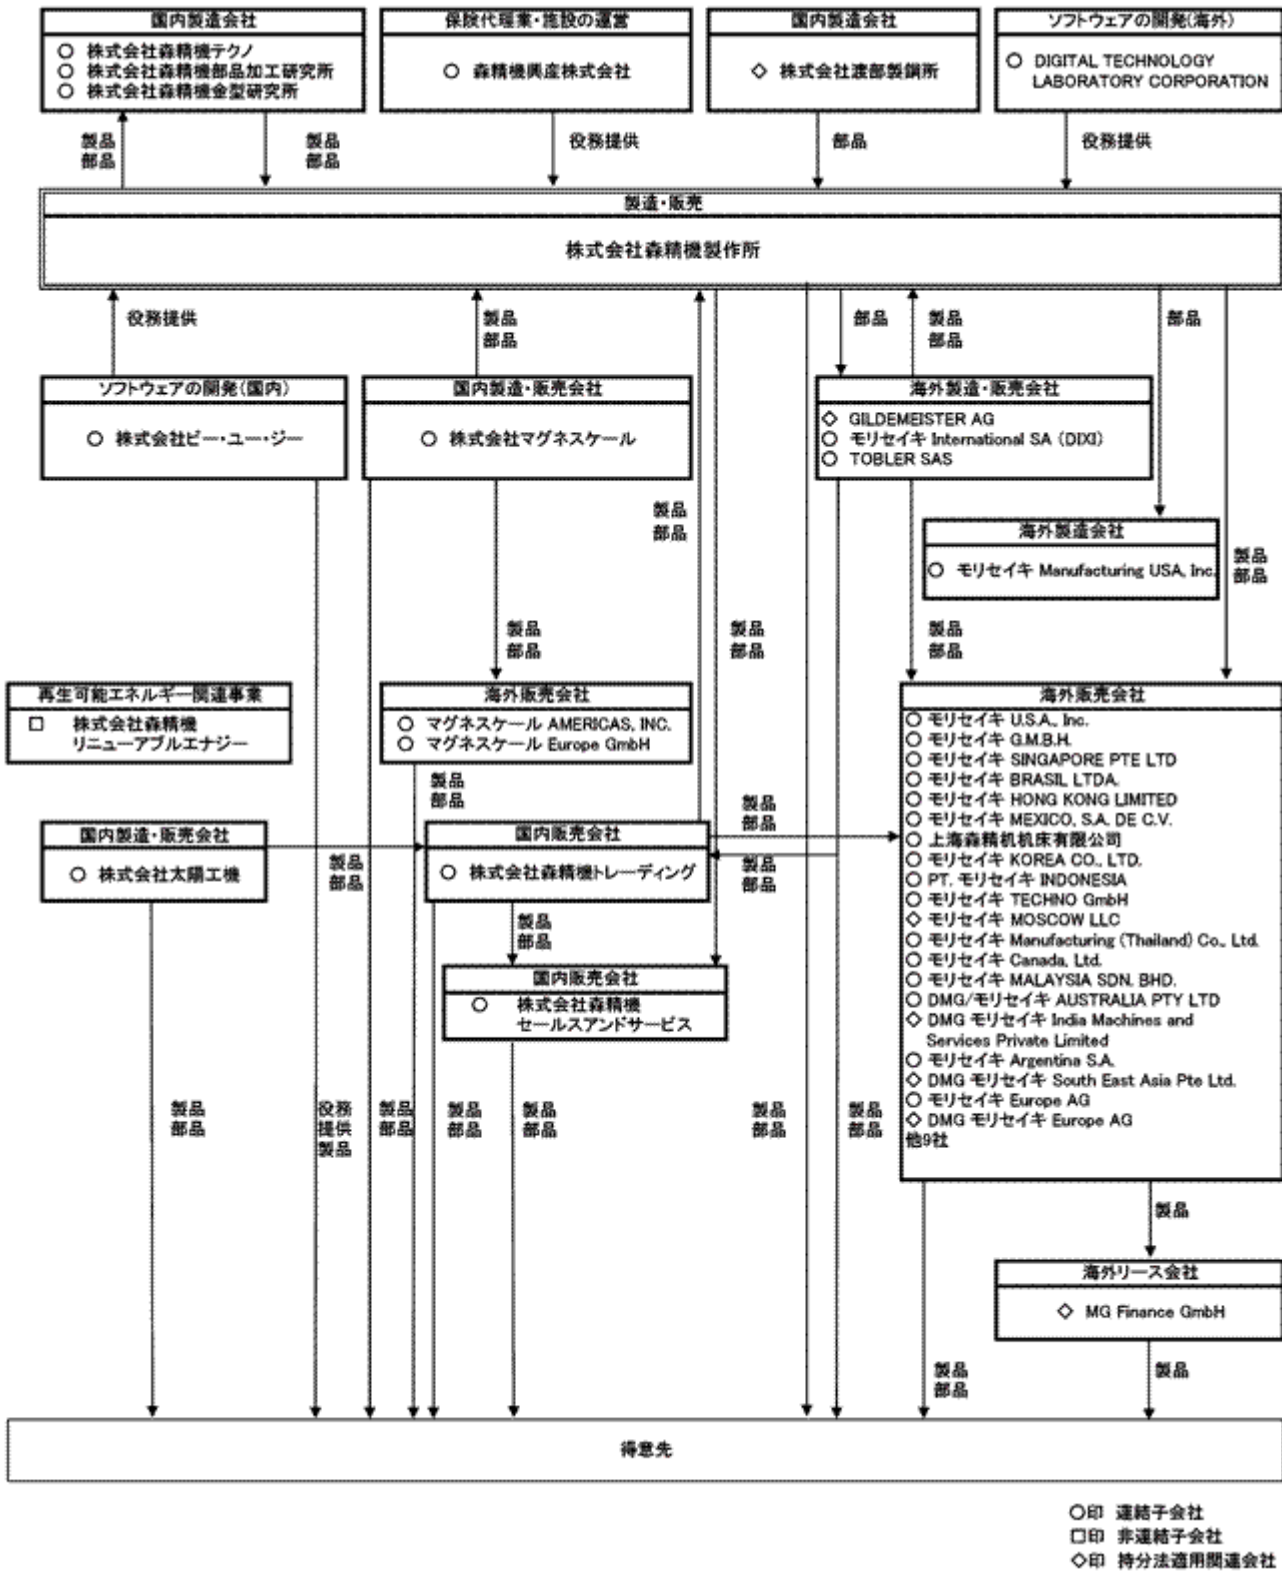 国内製造会社
○ 株式会社森精機テクノ
○ 株式会社森精機部品加工研究所
○ 株式会社森精機金型研究所
保険代理業・施設の運営
○ 森精機興産株式会社
国内製造会社
◇ 株式会社渡部製鋼所
ソフトウェアの開発(海外)
○ DIGITAL TECHNOLOGY
LABORATORY CORPORATION
製品
部品
製品
部品
役務提供
部品
役務提供
製造・販売
株式会社森精機製作所
役務提供
製品
部品
部品
製品
部品
部品
ソフトウェアの開発(国内)
○ 株式会社ビー・ユー・ジー
国内製造・販売会社
○ 株式会社マグネスケール
海外製造・販売会社
◇ GILDEMEISTER AG
○ モリセイキ International SA (DIXI)
○ TOBLER SAS
製品
部品
海外製造会社
○ モリセイキ Manufacturing USA, Inc.
製品
部品
製品
部品
製品
部品
製品
部品
再生可能エネルギー関連事業
□ 株式会社森精機
リニューアブルエナジー
海外販売会社
○ マグネスケール AMERICAS, INC.
○ マグネスケール Europe GmbH
海外販売会社
○ モリセイキ U.S.A., Inc.
○ モリセイキ G.M.B.H.
○ モリセイキ SINGAPORE PTE LTD
○ モリセイキ BRASIL LTDA.
○ モリセイキ HONG KONG LIMITED
○ モリセイキ MEXICO, S.A. DE C.V.
○ 上海森精机机床有限公司
○ モリセイキ KOREA CO., LTD.
○ PT. モリセイキ INDONESIA
○ モリセイキ TECHNO GmbH
◇ モリセイキ MOSCOW LLC
○ モリセイキ Manufacturing (Thailand) Co., Ltd.
○ モリセイキ Canada, Ltd.
○ モリセイキ MALAYSIA SDN. BHD.
○ DMG/モリセイキ AUSTRALIA PTY LTD
◇ DMG モリセイキ India Machines and
Services Private Limited
○ モリセイキ Argentina S.A.
◇ DMG モリセイキ South East Asia Pte Ltd.
○ モリセイキ Europe AG
◇ DMG モリセイキ Europe AG
他9社
製品
部品
製品
部品
国内製造・販売会社
○ 株式会社太陽工機
製品
部品
国内販売会社
○ 株式会社森精機トレーディング
製品
部品
製品
部品
国内販売会社
○ 株式会社森精機
セールスアンドサービス
製品
部品
役務
提供
製品
製品
部品
製品
部品
製品
部品
製品
部品
製品
部品
製品
海外リース会社
◇ MG Finance GmbH
製品
部品
製品
得意先
○印 連結子会社
□印 非連結子会社
◇印 持分法適用関連会社